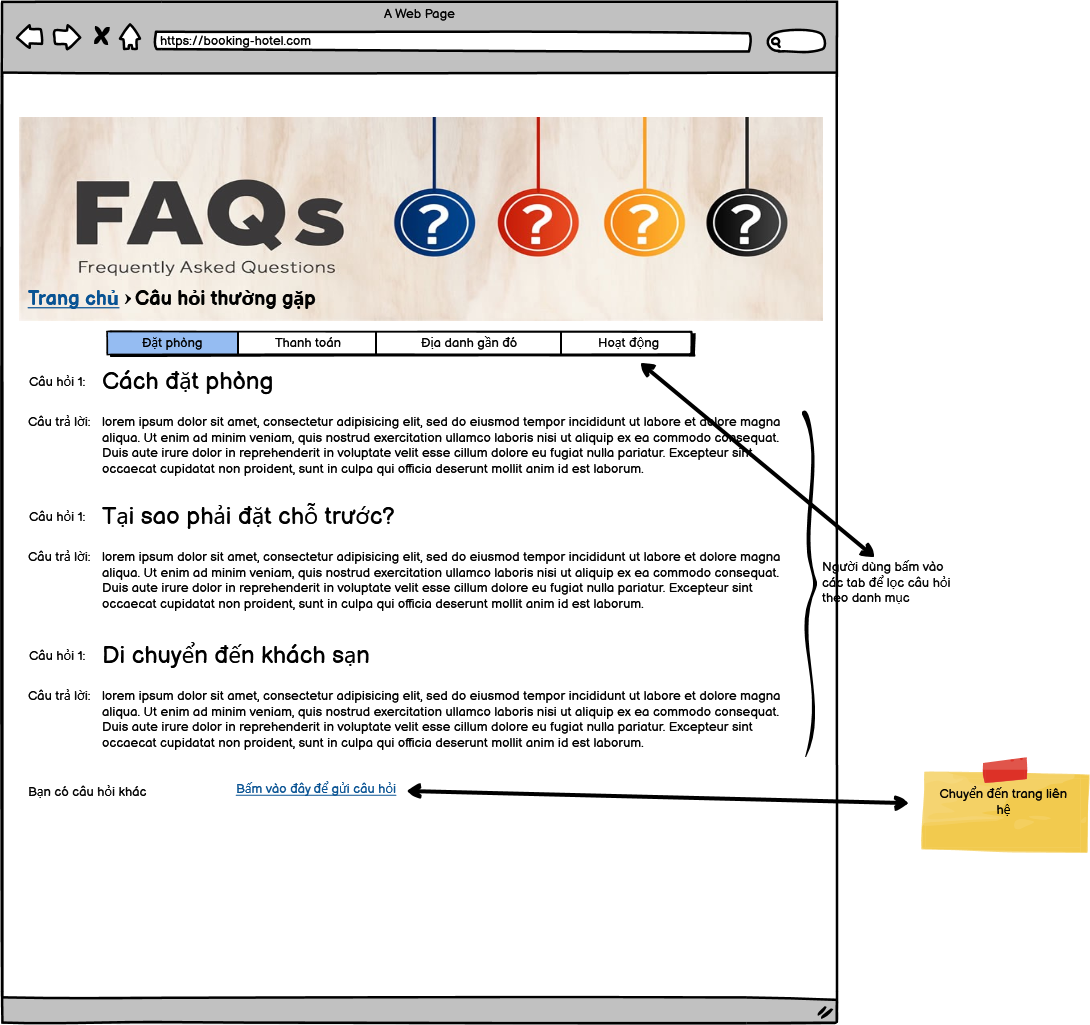 A Web Page
https://booking-hotel.com
FAQs
Frequently Asked Questions
Trang chủ › Câu hỏi thường gặp
Đặt phòng Thanh toán Địa danh gần đó Hoạt động
Câu hỏi 1: Cách đặt phòng
Câu trả lời: lorem ipsum dolor sit amet, consectetur adipisicing elit, sed do eiusmod tempor incididunt ut labore et dolore magna
aliqua. Ut enim ad minim veniam, quis nostrud exercitation ullamco laboris nisi ut aliquip ex ea commodo consequat.
Duis aute irure dolor in reprehenderit in voluptate velit esse cillum dolore eu fugiat nulla pariatur. Excepteur sint
occaecat cupidatat non proident, sunt in culpa qui officia deserunt mollit anim id est laborum.
Câu hỏi 1: Tại sao phải đặt chỗ trước?
Câu trả lời: lorem ipsum dolor sit amet, consectetur adipisicing elit, sed do eiusmod tempor incididunt ut labore et dolore magna
aliqua. Ut enim ad minim veniam, quis nostrud exercitation ullamco laboris nisi ut aliquip ex ea commodo consequat.
Duis aute irure dolor in reprehenderit in voluptate velit esse cillum dolore eu fugiat nulla pariatur. Excepteur sint
occaecat cupidatat non proident, sunt in culpa qui officia deserunt mollit anim id est laborum.
Người dùng bấm vào
các tab để lọc câu hỏi
theo danh mục
Câu hỏi 1: Di chuyển đến khách sạn
Câu trả lời: lorem ipsum dolor sit amet, consectetur adipisicing elit, sed do eiusmod tempor incididunt ut labore et dolore magna
aliqua. Ut enim ad minim veniam, quis nostrud exercitation ullamco laboris nisi ut aliquip ex ea commodo consequat.
Duis aute irure dolor in reprehenderit in voluptate velit esse cillum dolore eu fugiat nulla pariatur. Excepteur sint
occaecat cupidatat non proident, sunt in culpa qui officia deserunt mollit anim id est laborum.
Bạn có câu hỏi khác Bấm vào đây để gửi câu hỏi
Chuyển đến trang liên
hệ